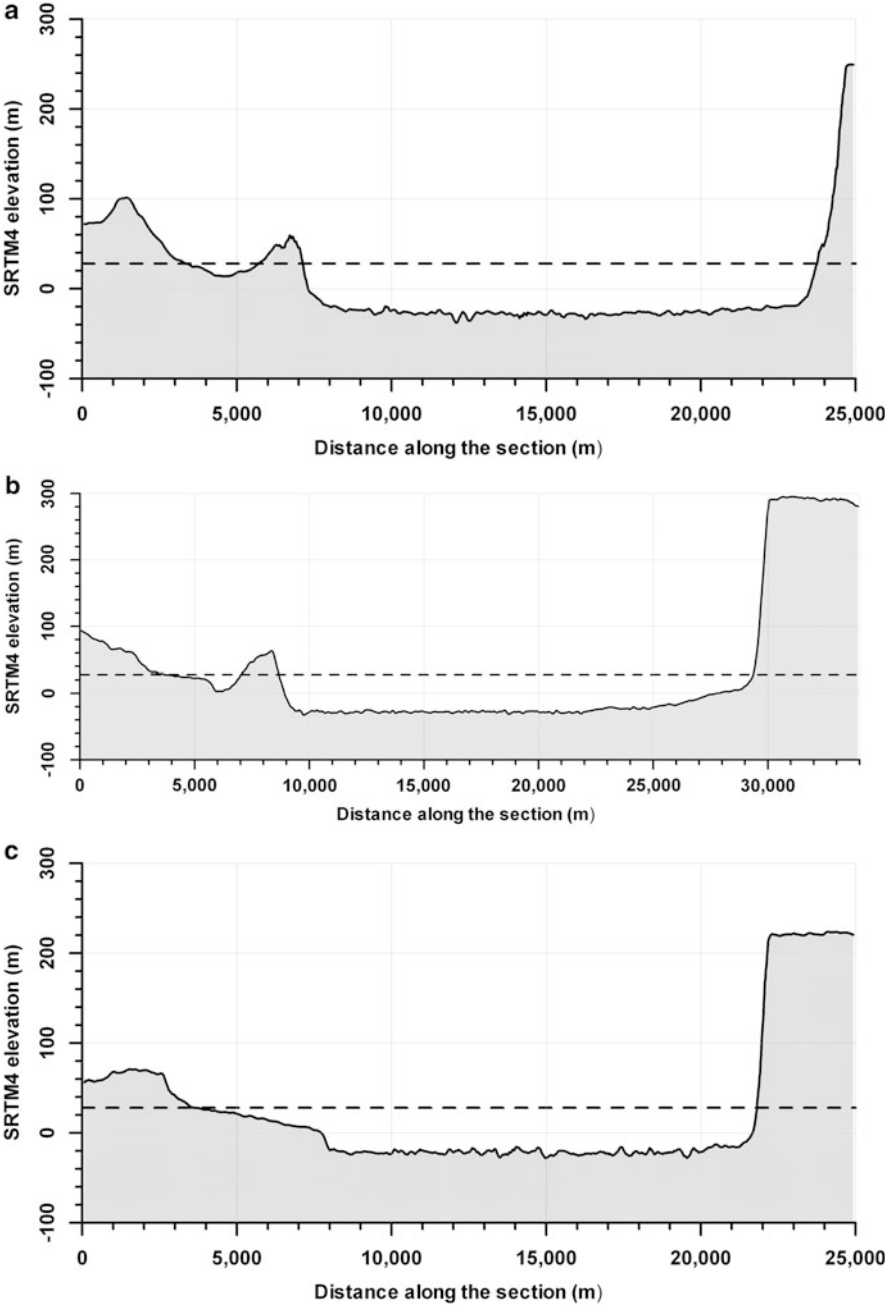 a
300
200
100
0
-100
SRTM4 elevation (m)
0 5,000 10,000 15,000 20,000 25,000
Distance along the section (m)
b
300
200
100
0
-100
SRTM4 elevation (m)
0 5,000 10,000 15,000 20,000 25,000 30,000
Distance along the section (m)
c
300
200
100
0
-100
SRTM4 elevation (m)
0 5,000 10,000 15,000 20,000 25,000
Distance along the section (m)